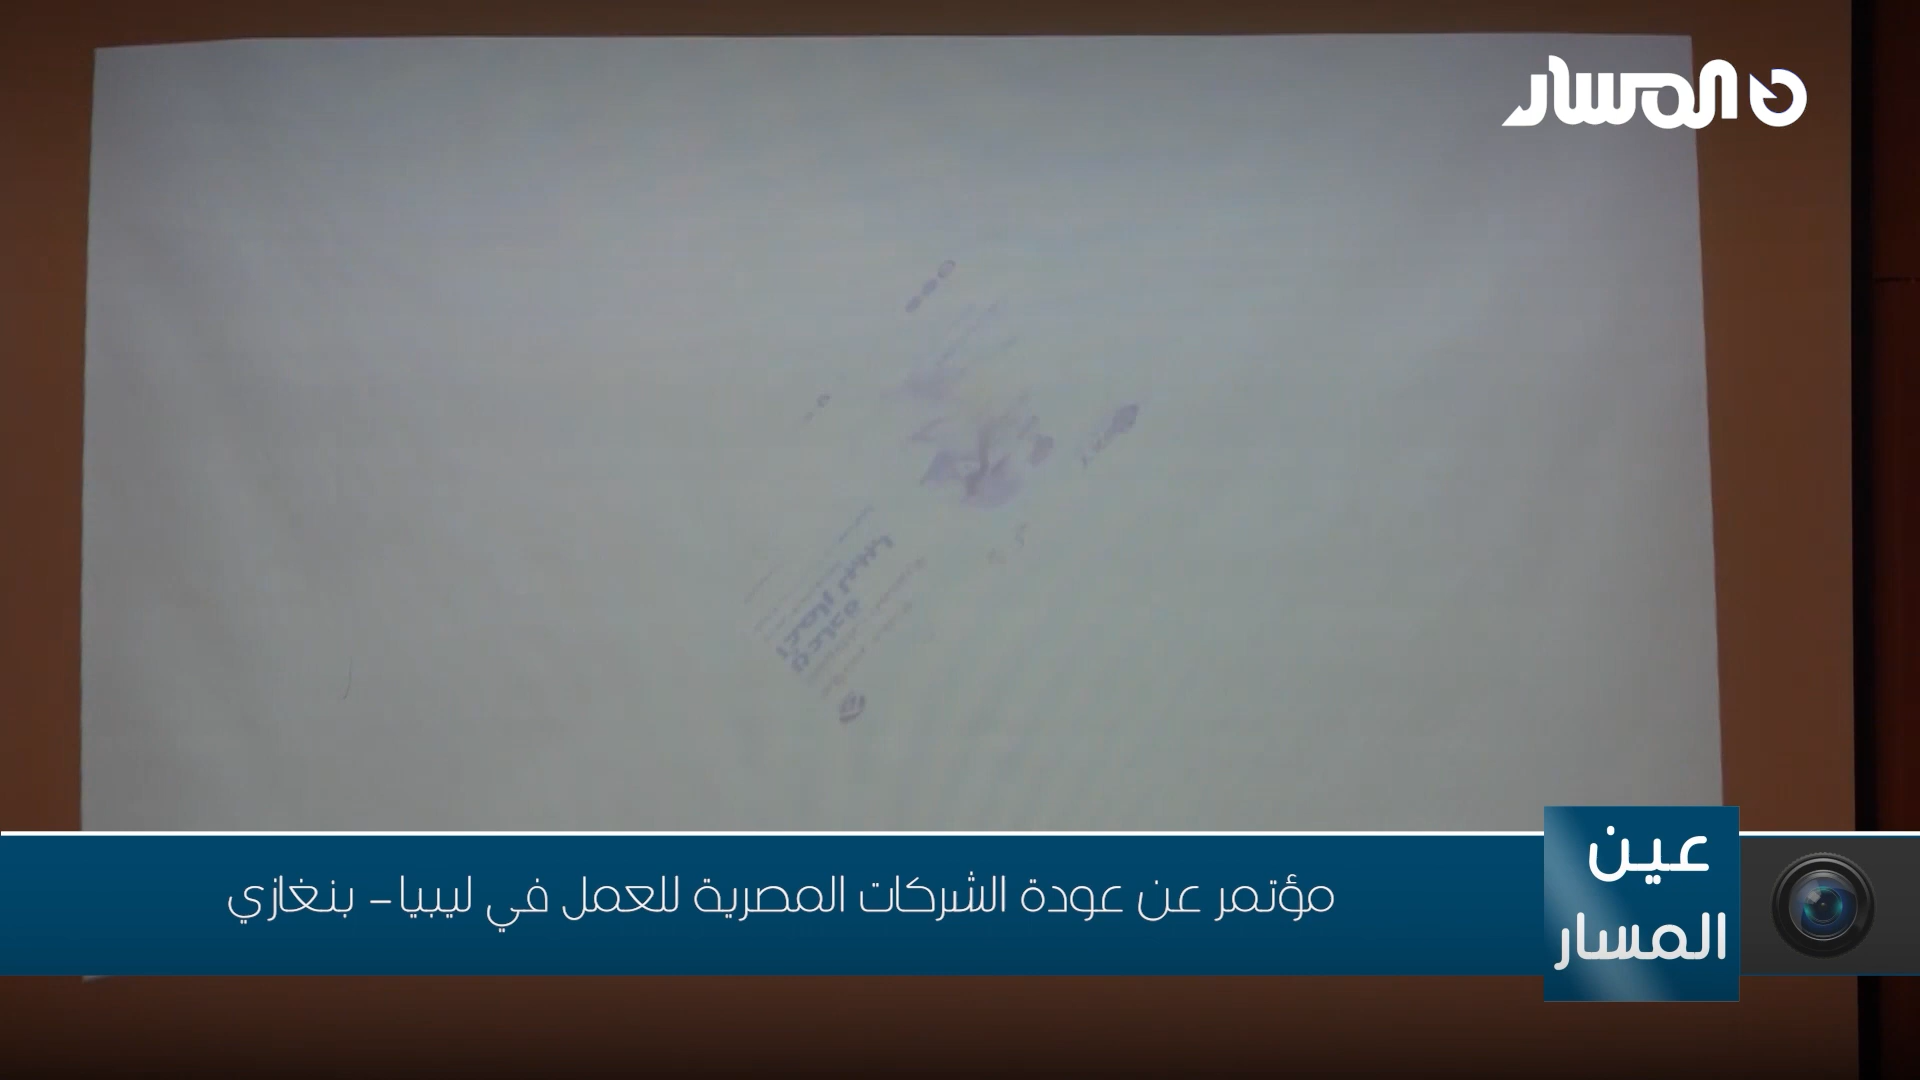 المسار
عين
المسار
مؤتمر عن عودة الشركات المصرية للعمل في ليبيا - بنغازي